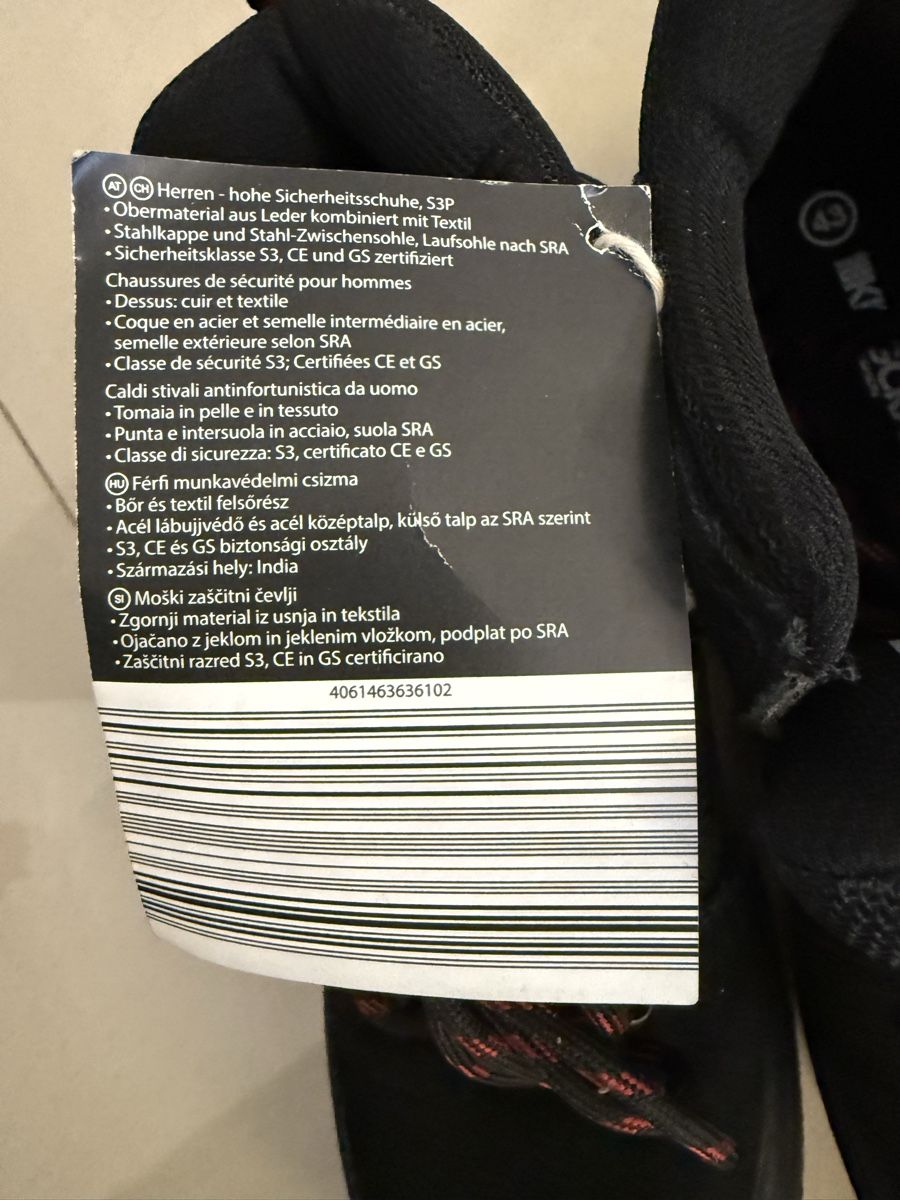 AT CH Herren - hohe Sicherheitsschuhe, S3P
• Obermaterial aus Leder kombiniert mit Textil
• Stahlkappe und Stahl-Zwischensohle, Laufsohle nach SRA
• Sicherheitsklasse S3, CE und GS zertifiziert
Chaussures de sécurité pour hommes
• Dessus: cuir et textile
• Coque en acier et semelle intermédiaire en acier,
semelle extérieure selon SRA
• Classe de sécurité S3; Certifiées CE et GS
Caldi stivali antinfortunistica da uomo
• Tomaia in pelle e in tessuto
• Punta e intersuola in acciaio, suola SRA
• Classe di sicurezza: S3, certificato CE e GS
HU Férfi munkavédelmi csizma
• Bőr és textil felsőrész
• Acél lábujjvédő és acél középtalp, külső talp az SRA szerint
• S3, CE és GS biztonsági osztály
• Származási hely: India
SI Moški zaščitni čevlji
• Zgornji material iz usnja in tekstila
• Ojačano z jeklom in jeklenim vložkom, podplat po SRA
• Zaščitni razred S3, CE in GS certificirano
4061463636102
43